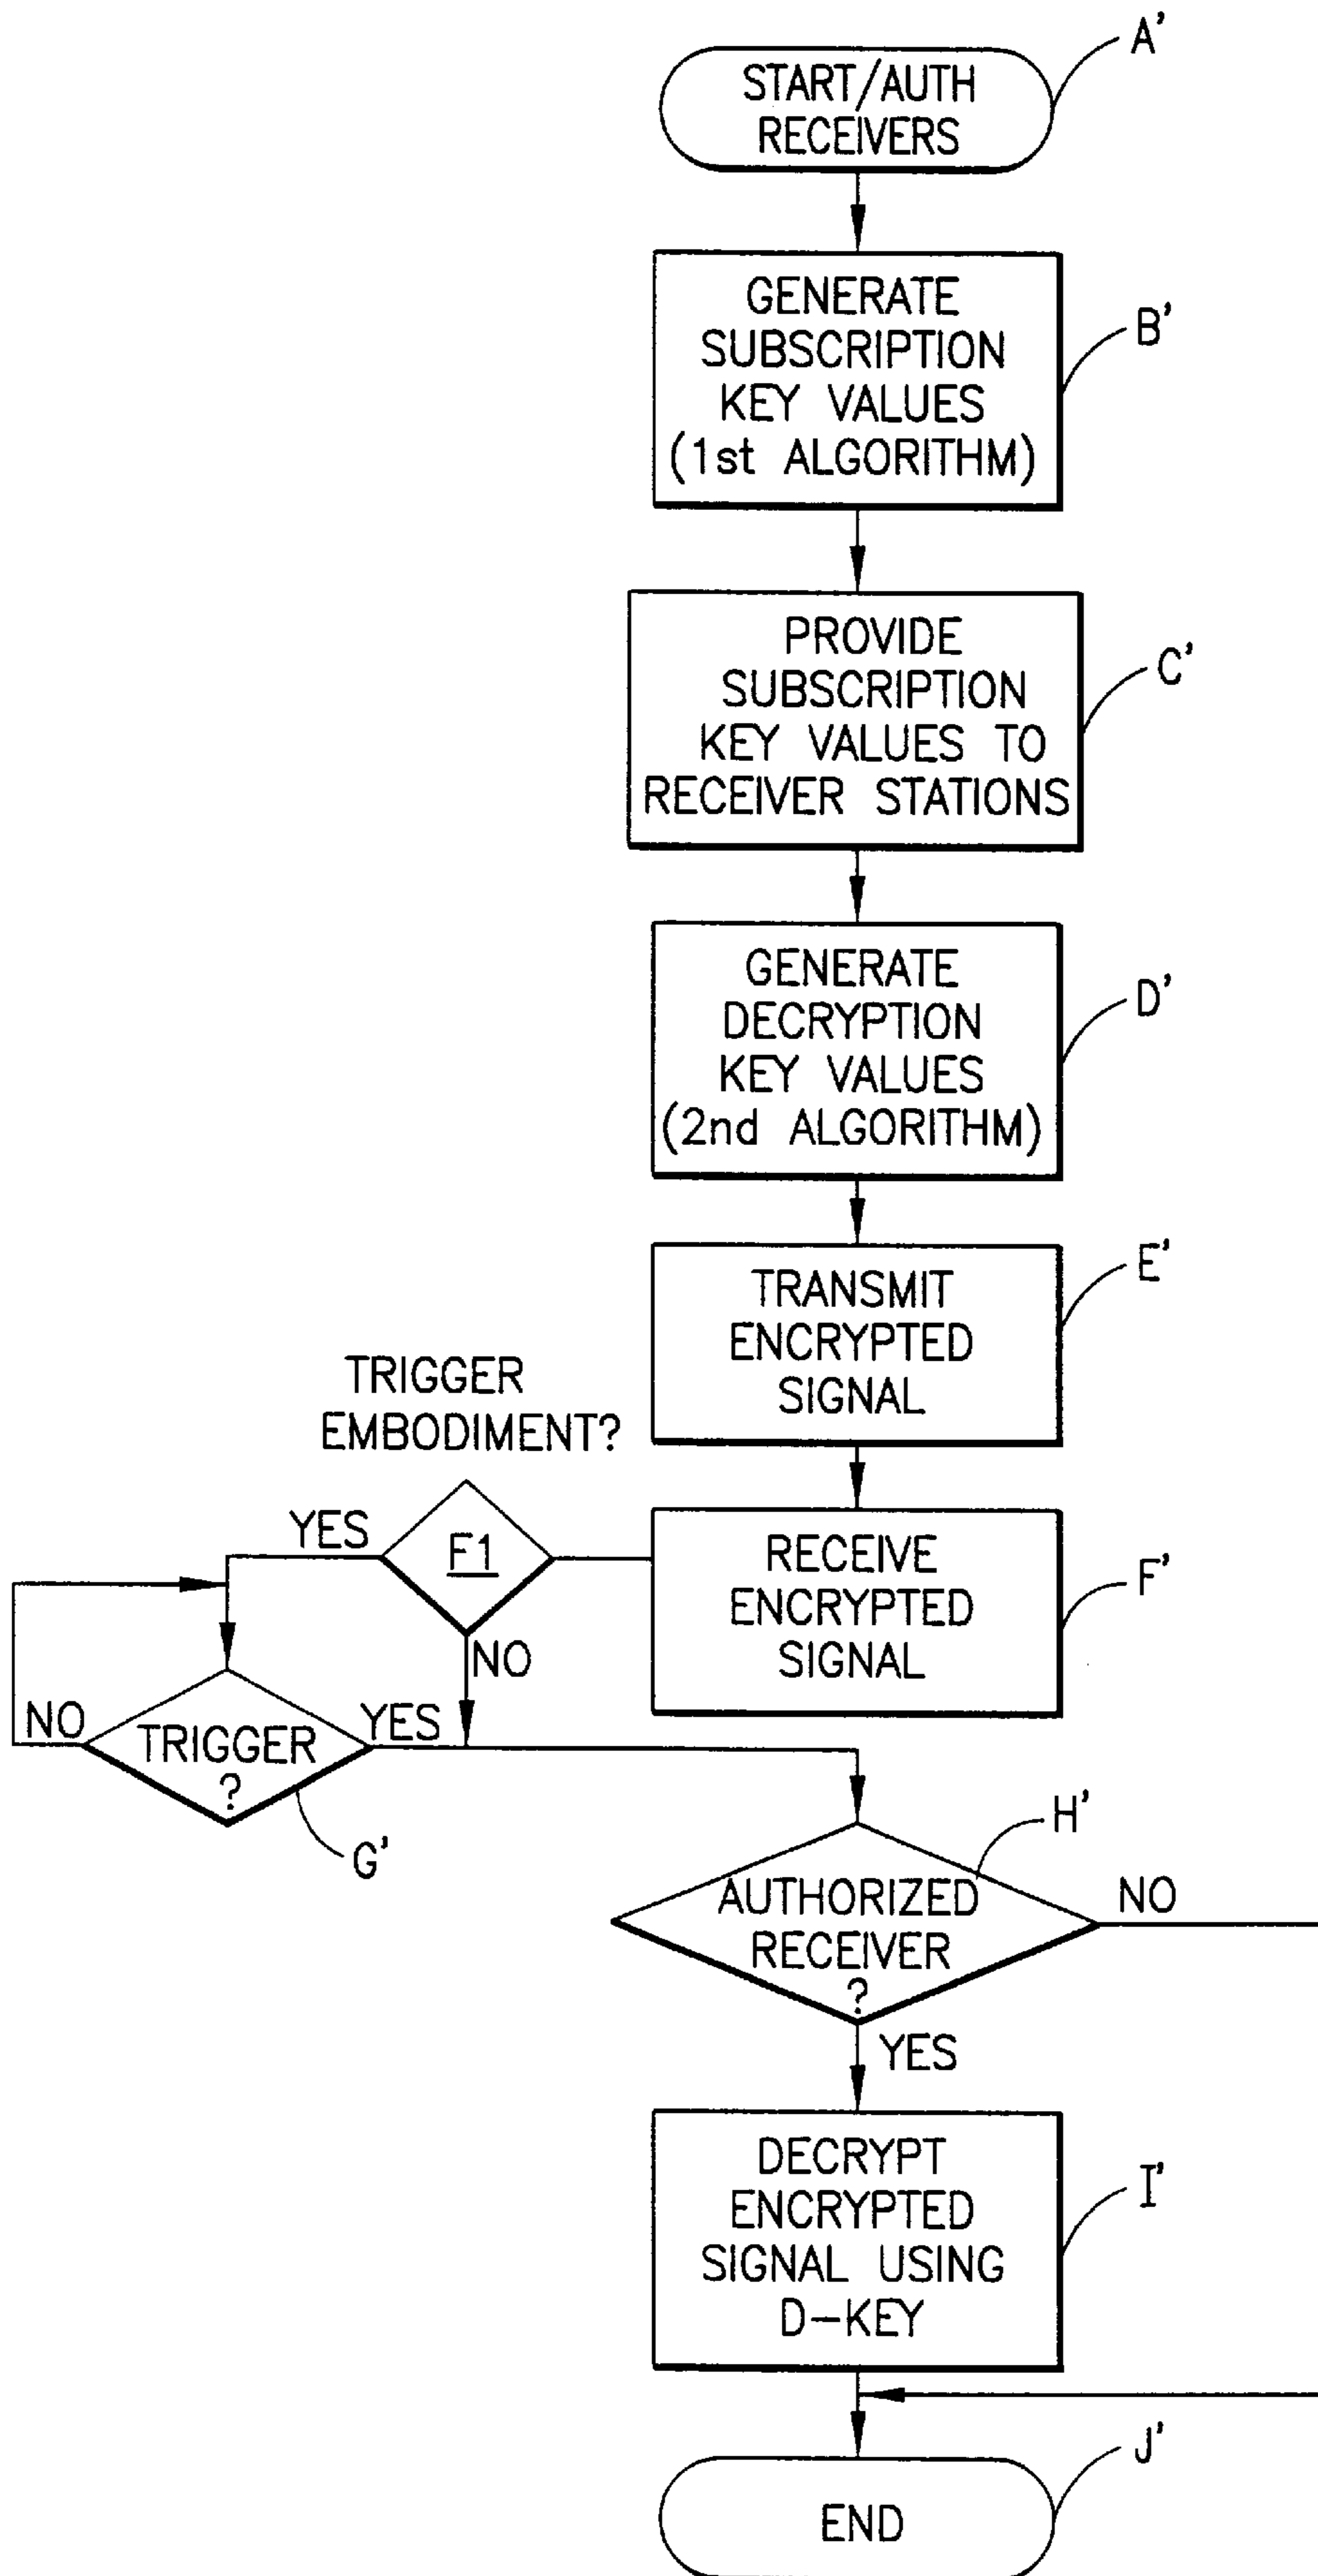 A'
START/AUTH
RECEIVERS
GENERATE
SUBSCRIPTION
KEY VALUES
(1st ALGORITHM)
B'
PROVIDE
SUBSCRIPTION
KEY VALUES TO
RECEIVER STATIONS
C'
GENERATE
DECRYPTION
KEY VALUES
(2nd ALGORITHM)
D'
TRANSMIT
ENCRYPTED
SIGNAL
E'
TRIGGER
EMBODIMENT?
YES
F1
NO
RECEIVE
ENCRYPTED
SIGNAL
F'
NO
TRIGGER
?
YES
G'
H'
AUTHORIZED
RECEIVER
?
NO
YES
DECRYPT
ENCRYPTED
SIGNAL USING
D-KEY
I'
J'
END